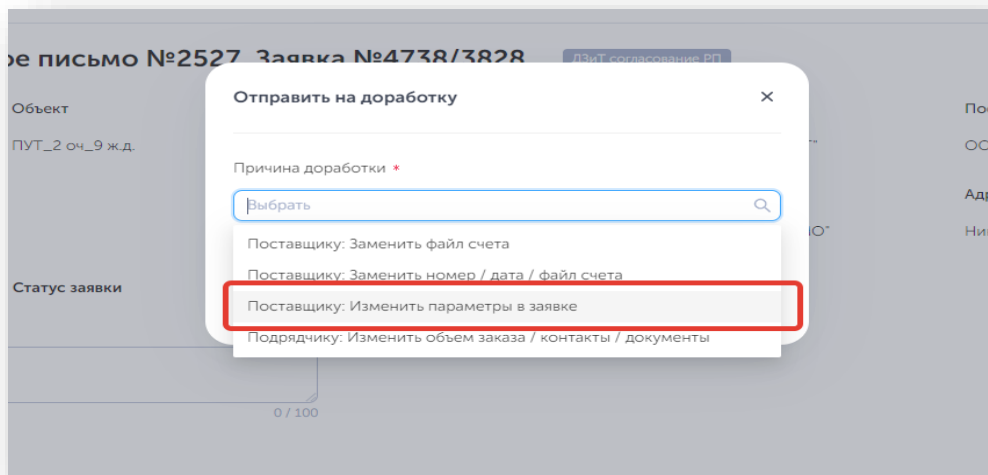 ое письмо №2527 Заявка №4738/3828 ДЗиТ согласование РП
Отправить на доработку
Объект
ПУТ_2 оч_9 ж.д.
Причина доработки *
Выбрать
Поставщику: Заменить файл счета
Поставщику: Заменить номер / дата / файл счета
Статус заявки
Поставщику: Изменить параметры в заявке
Подрядчику: Изменить объем заказа / контакты / документы
0 / 100